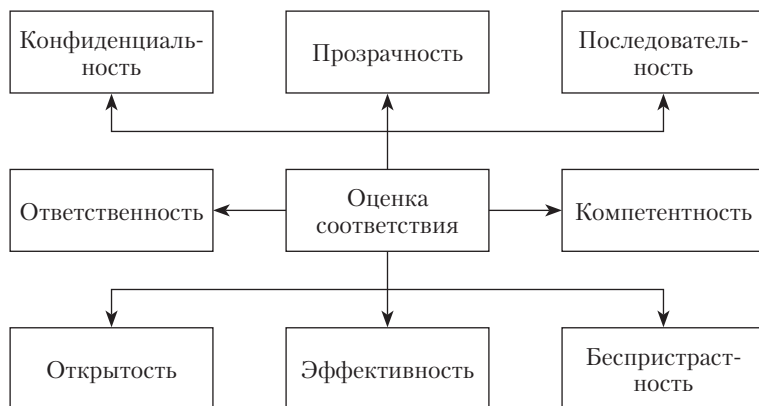 Конфиденциаль-
ность
Прозрачность
Последователь-
ность
Ответственность
Оценка
соответствия
Компетентность
Открытость
Эффективность
Беспристраст-
ность